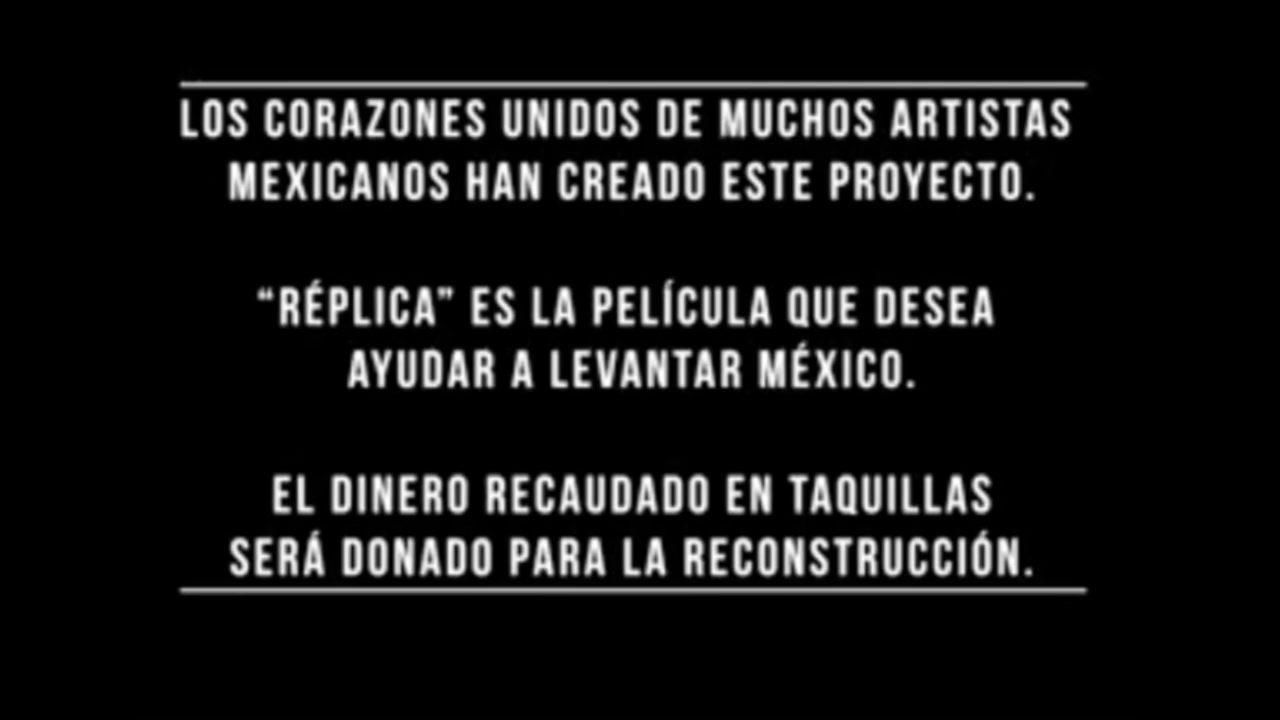 LOS CORAZONES UNIDOS DE MUCHOS ARTISTAS
MEXICANOS HAN CREADO ESTE PROYECTO.
“RÉPLICA” ES LA PELÍCULA QUE DESEA
AYUDAR A LEVANTAR MÉXICO.
EL DINERO RECAUDADO EN TAQUILLAS
SERÁ DONADO PARA LA RECONSTRUCCIÓN.